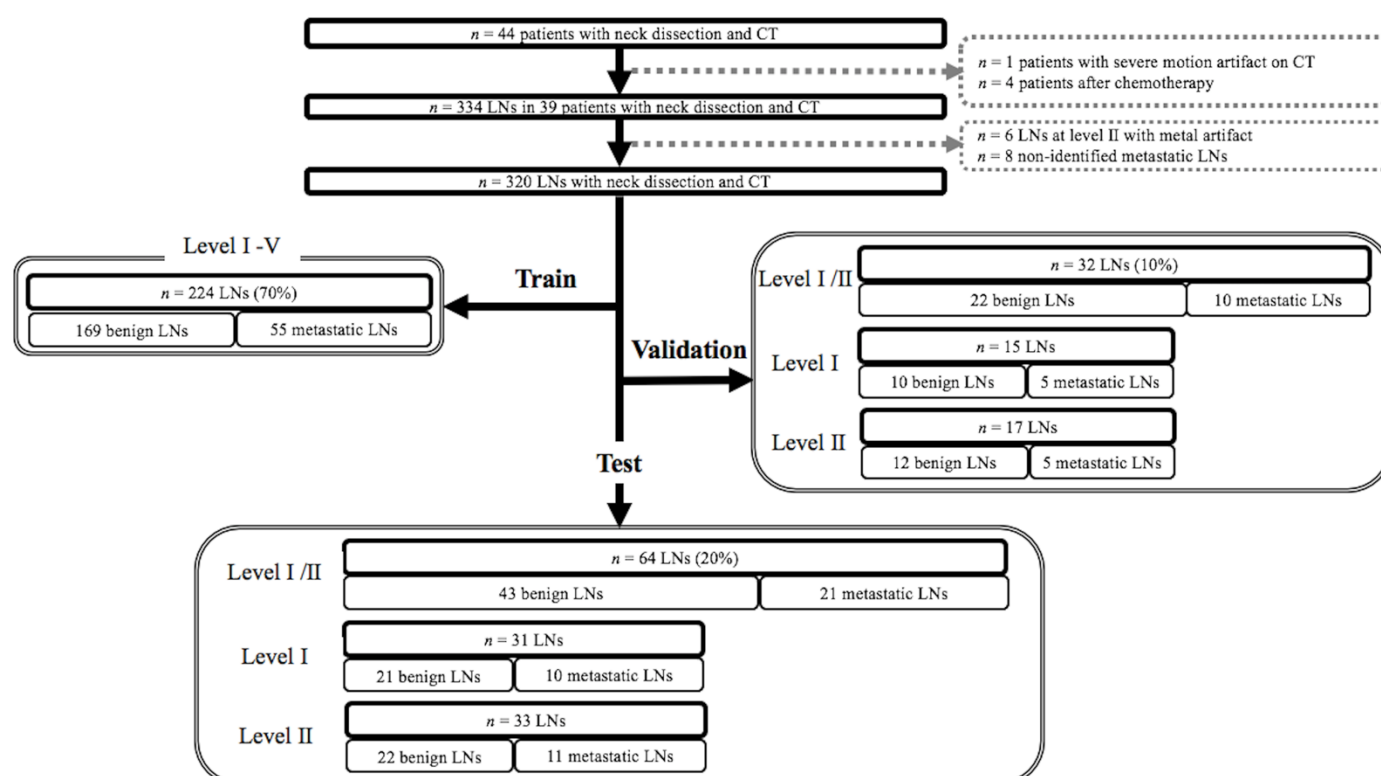 n = 44 patients with neck dissection and CT
n = 1 patients with severe motion artifact on CT
n = 4 patients after chemotherapy
n = 334 LNs in 39 patients with neck dissection and CT
n = 6 LNs at level II with metal artifact
n = 8 non-identified metastatic LNs
n = 320 LNs with neck dissection and CT
Level I -V
Train
n = 224 LNs (70%)
169 benign LNs
55 metastatic LNs
Validation
Level I /II
n = 32 LNs (10%)
22 benign LNs
10 metastatic LNs
Level I
n = 15 LNs
10 benign LNs
5 metastatic LNs
Level II
n = 17 LNs
12 benign LNs
5 metastatic LNs
Test
Level I /II
n = 64 LNs (20%)
43 benign LNs
21 metastatic LNs
Level I
n = 31 LNs
21 benign LNs
10 metastatic LNs
Level II
n = 33 LNs
22 benign LNs
11 metastatic LNs